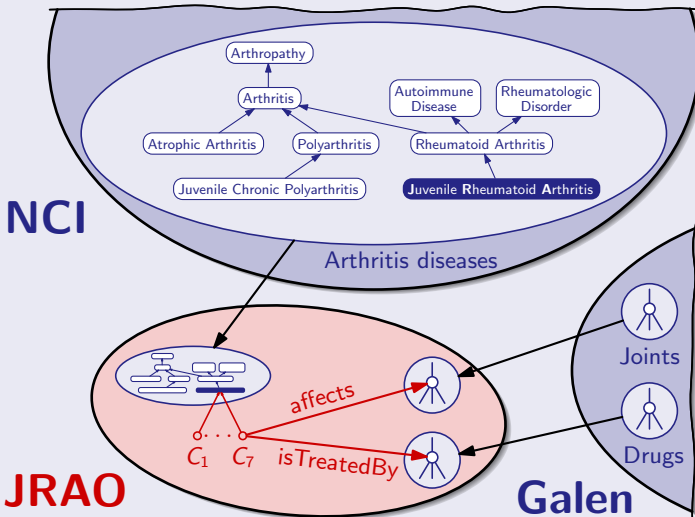 Arthropathy
Arthritis
Autoimmune
Disease
Rheumatologic
Disorder
Atrophic Arthritis
Polyarthritis
Rheumatoid Arthritis
Juvenile Chronic Polyarthritis
Juvenile Rheumatoid Arthritis
NCI
Arthritis diseases
Joints
affects
C1 . . . . C7
isTreatedBy
Drugs
JRAO
Galen